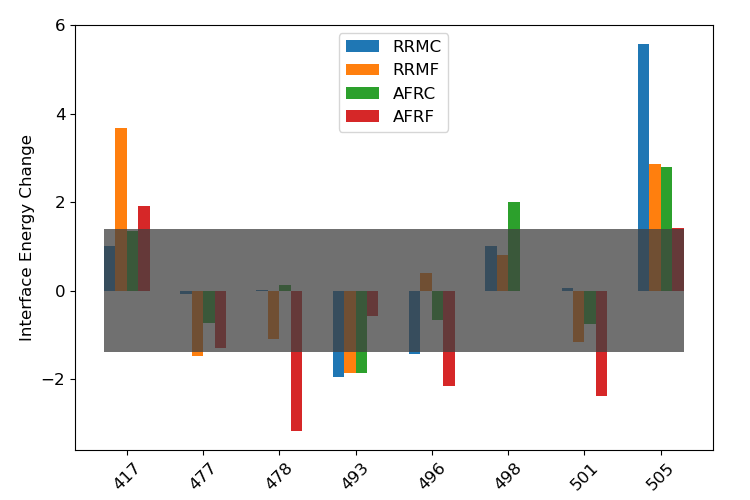 6
4
2
0
−2
Interface Energy Change
RRMC
RRMF
AFRC
AFRF
417
477
478
493
496
498
501
505